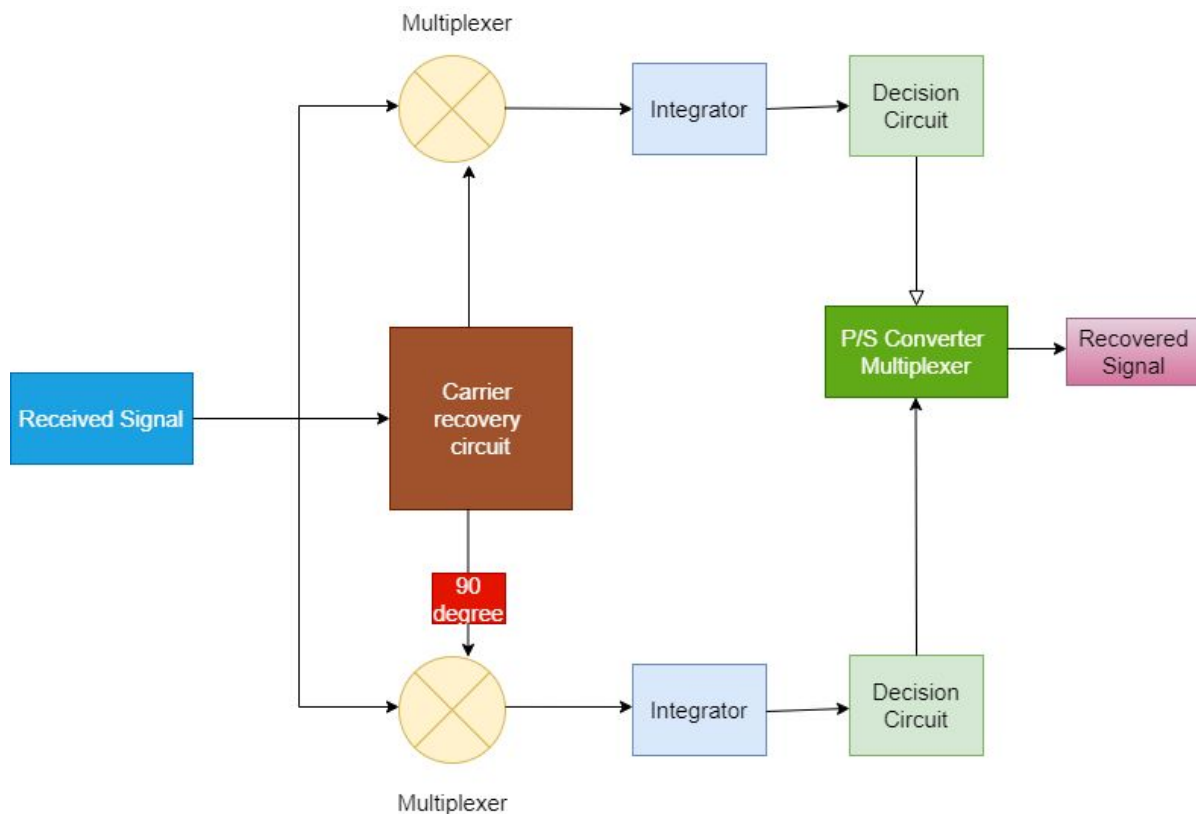 Multiplexer
Integrator
Decision
Circuit
Received Signal
Carrier
recovery
circuit
P/S Converter
Multiplexer
Recovered
Signal
90
degree
Integrator
Decision
Circuit
Multiplexer